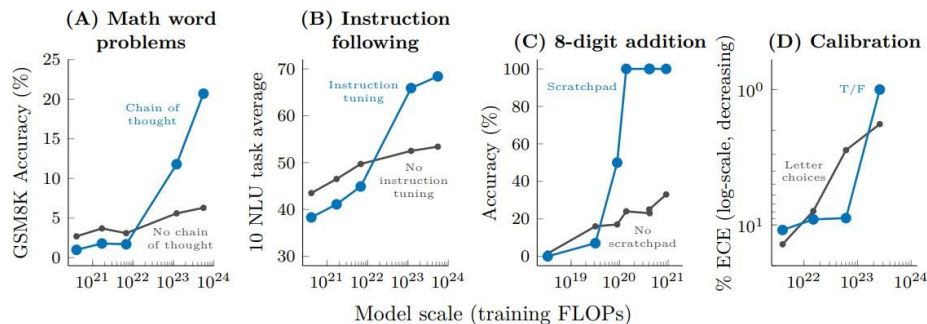 (A) Math word
problems
GSM8K Accuracy (%)
25
20
15
10
5
0
Chain of
thought
No chain
of thought
10²¹ 10²² 10²³ 10²⁴
(B) Instruction
following
10 NLU task average
70
60
50
40
30
Instruction
tuning
No
instruction
tuning
10²¹ 10²² 10²³ 10²⁴
(C) 8-digit addition
Accuracy (%)
100
80
60
40
20
0
Scratchpad
No
scratchpad
10¹⁹ 10²⁰ 10²¹
(D) Calibration
% ECE (log-scale, decreasing)
10⁰
10¹
T/F
Letter
choices
10²² 10²³ 10²⁴
Model scale (training FLOPs)